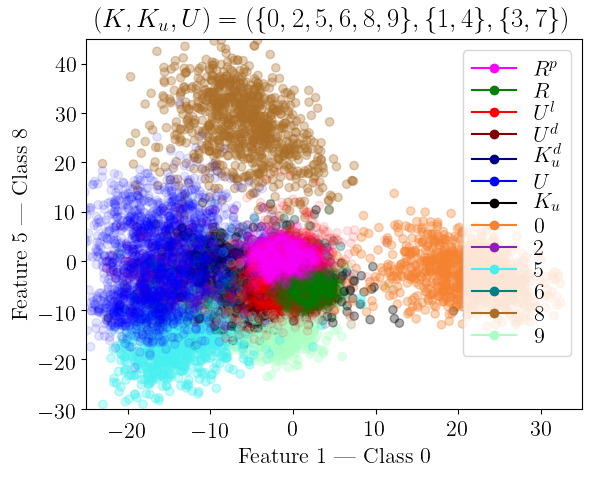 (K, K_u, U) = ({0, 2, 5, 6, 8, 9}, {1, 4}, {3, 7})
40
30
20
10
0
−10
−20
−30
Feature 5 — Class 8
−20 −10 0 10 20 30
Feature 1 — Class 0
R^p
R
U^l
U^d
K_u^d
U
K_u
0
2
5
6
8
9